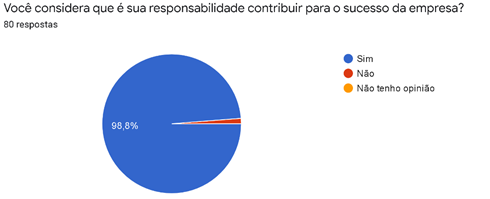 Você considera que é sua responsabilidade contribuir para o sucesso da empresa?
80 respostas
Sim
Não
Não tenho opinião
98,8%